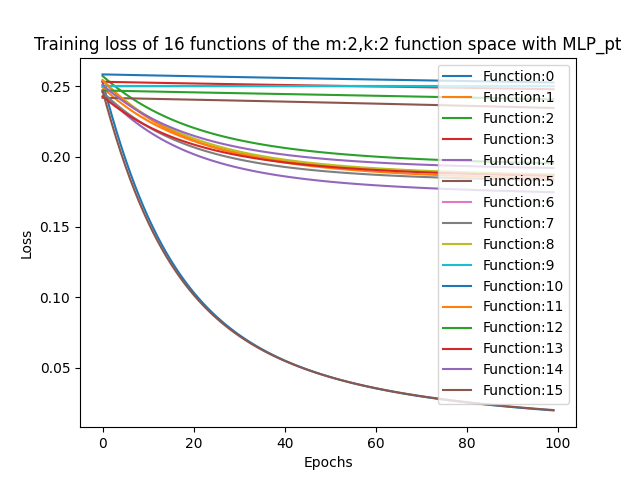 Training loss of 16 functions of the m:2,k:2 function space with MLP_pt
Loss
0.25
0.20
0.15
0.10
0.05
0
20
40
60
80
100
Epochs
Function:0
Function:1
Function:2
Function:3
Function:4
Function:5
Function:6
Function:7
Function:8
Function:9
Function:10
Function:11
Function:12
Function:13
Function:14
Function:15